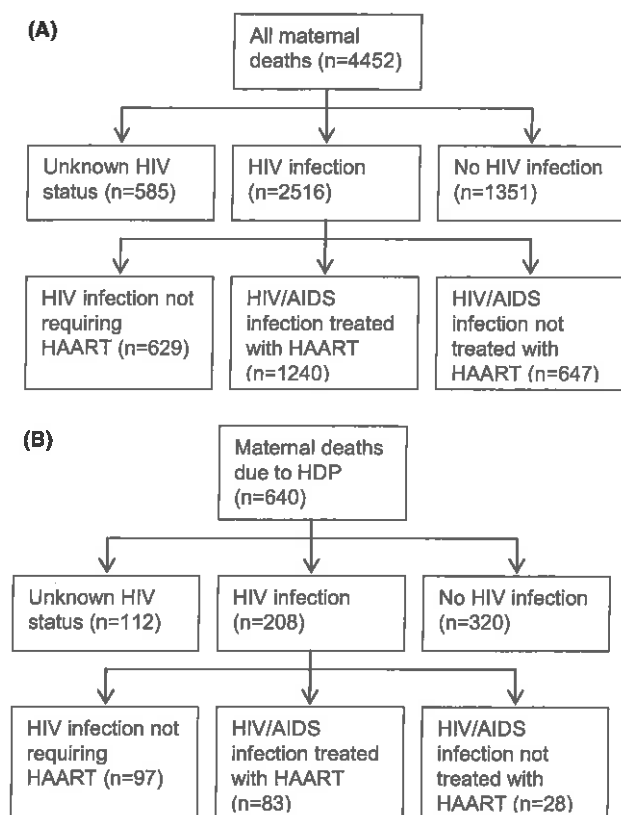 (A)
All maternal
deaths (n=4452)
Unknown HIV
status (n=585)
HIV infection
(n=2516)
No HIV infection
(n=1351)
HIV infection not
requiring
HAART (n=629)
HIV/AIDS
infection treated
with HAART
(n=1240)
HIV/AIDS
infection not
treated with
HAART (n=647)
(B)
Maternal deaths
due to HDP
(n=640)
Unknown HIV
status (n=112)
HIV infection
(n=208)
No HIV infection
(n=320)
HIV infection not
requiring
HAART (n=97)
HIV/AIDS
infection treated
with HAART
(n=83)
HIV/AIDS
infection not
treated with
HAART (n=28)